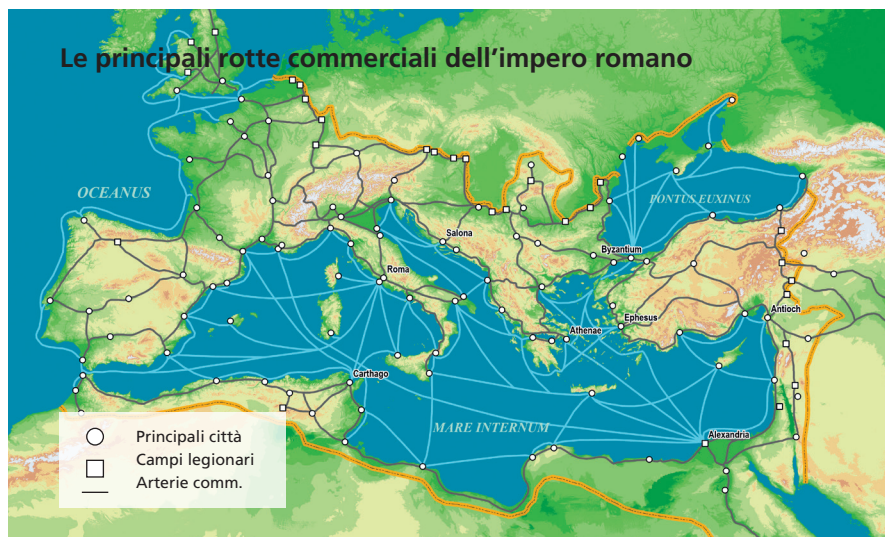 Le principali rotte commerciali dell'impero romano
OCEANUS
PONTUS EUXINUS
Salona
Byzantium
Roma
Antioch
Ephesus
Athenae
Carthago
MARE INTERNUM
Alexandria
Principali città
Campi legionari
Arterie comm.